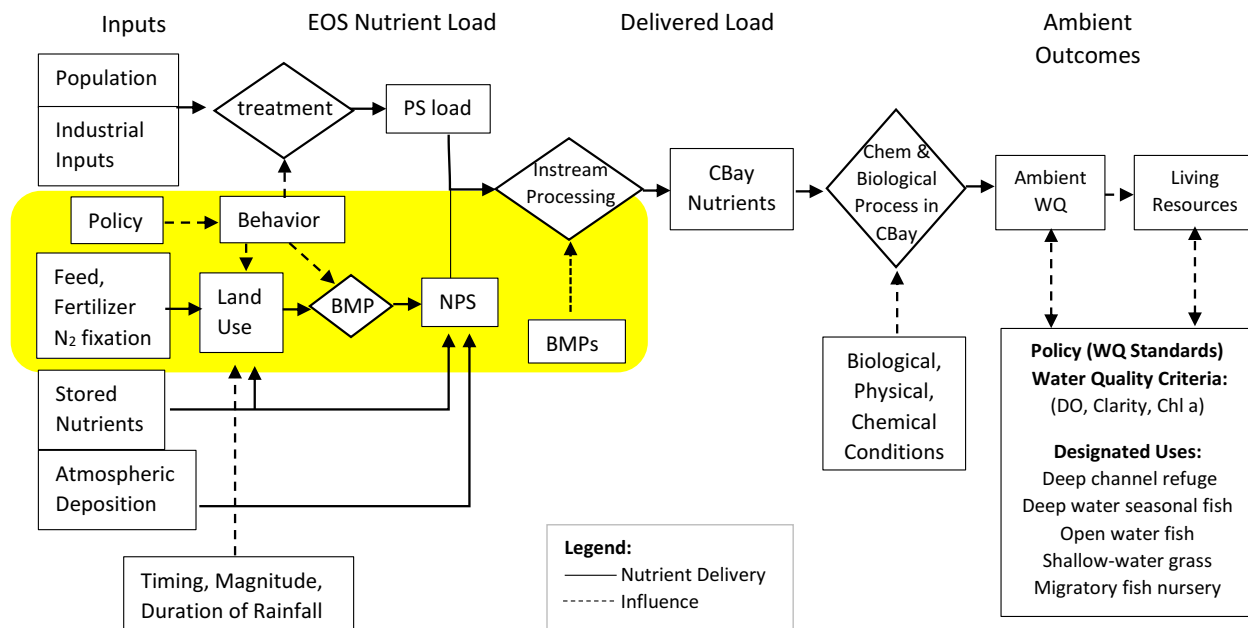 Inputs
EOS Nutrient Load
Delivered Load
Ambient
Outcomes
Population
Industrial
Inputs
treatment
PS load
Instream
Processing
CBay
Nutrients
Chem &
Biological
Process in
CBay
Ambient
WQ
Living
Resources
Policy
Behavior
Feed,
Fertilizer
N₂ fixation
Land
Use
BMP
NPS
BMPs
Stored
Nutrients
Atmospheric
Deposition
Timing, Magnitude,
Duration of Rainfall
Biological,
Physical,
Chemical
Conditions
Policy (WQ Standards)
Water Quality Criteria:
(DO, Clarity, Chl a)
Designated Uses:
Deep channel refuge
Deep water seasonal fish
Open water fish
Shallow-water grass
Migratory fish nursery
Legend:
Nutrient Delivery
Influence